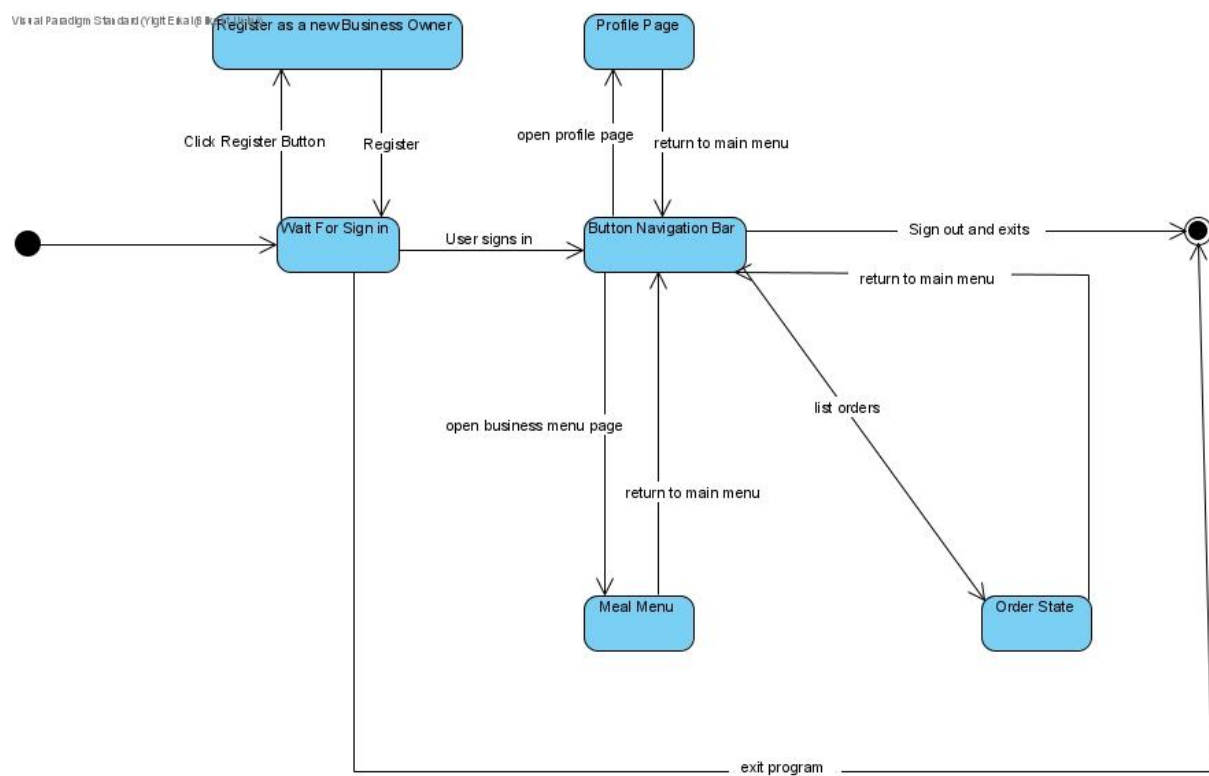 Visual Paradigm Standard(Yigit Erkal(
Register as a new Business Owner
Profile Page
Click Register Button
Register
open profile page
return to main menu
Wait For Sign in
User signs in
Button Navigation Bar
Sign out and exits
return to main menu
list orders
open business menu page
return to main menu
Meal Menu
Order State
exit program